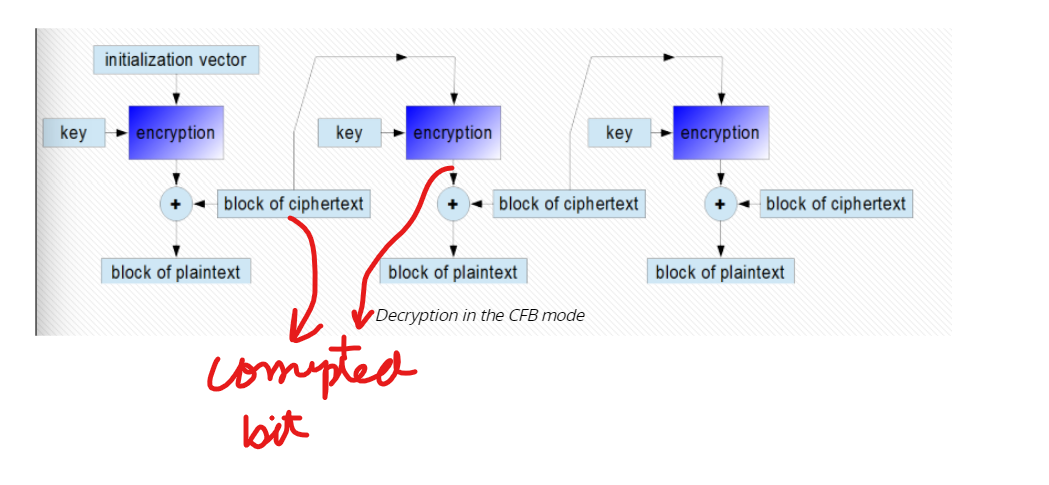 initialization vector
key
encryption
key
encryption
key
encryption
+
block of ciphertext
+
block of ciphertext
+
block of ciphertext
block of plaintext
block of plaintext
block of plaintext
Decryption in the CFB mode
corrupted
bit